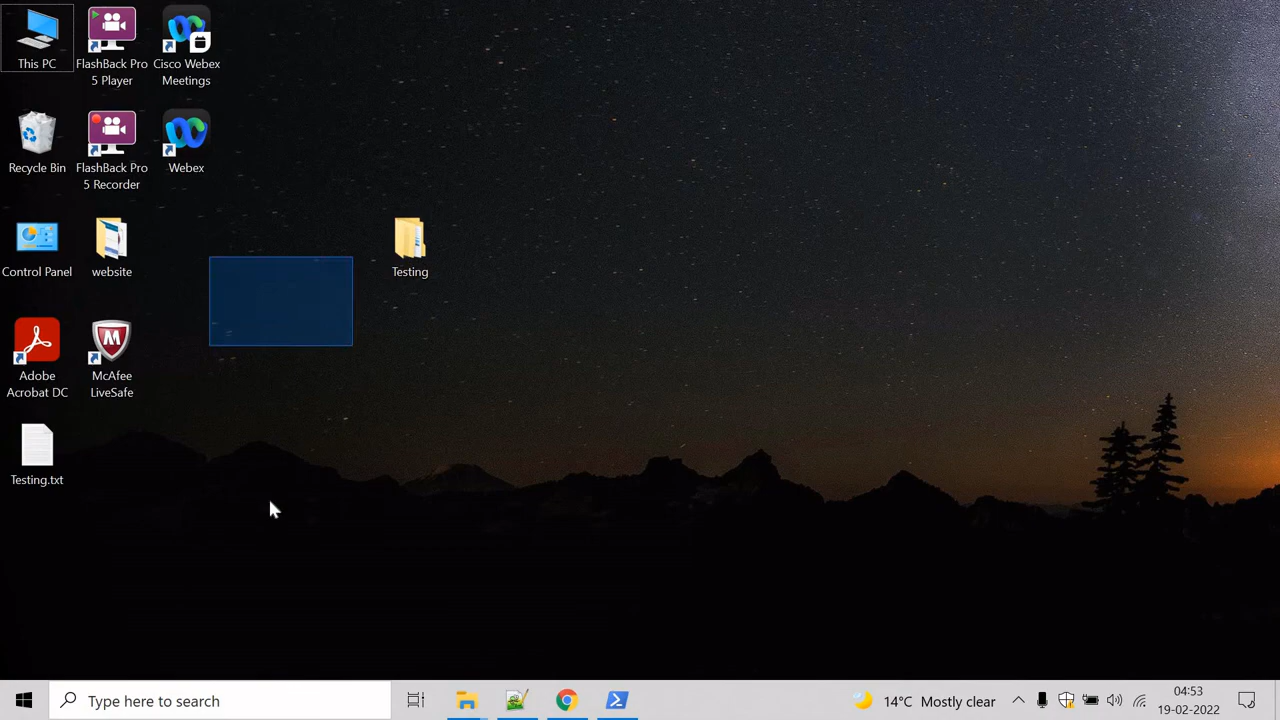 This PC
FlashBack Pro
5 Player
Cisco Webex
Meetings
Recycle Bin
FlashBack Pro
5 Recorder
Webex
Control Panel
website
Testing
Adobe
Acrobat DC
McAfee
LiveSafe
Testing.txt
Type here to search
14°C Mostly clear
04:53
19-02-2022